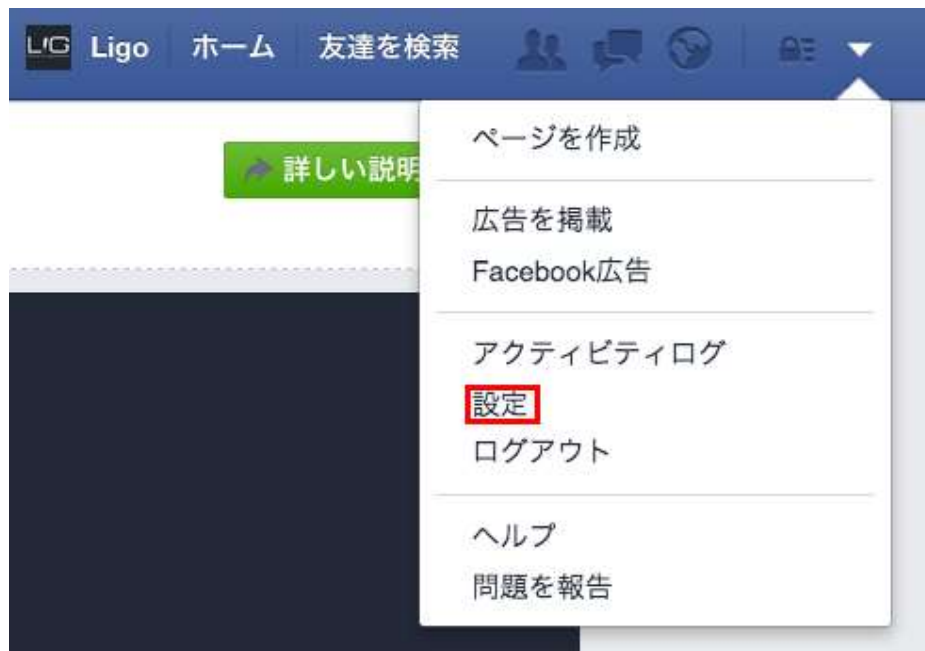 LIG Ligo ホーム 友達を検索
詳しい説明
ページを作成
広告を掲載
Facebook広告
アクティビティログ
設定
ログアウト
ヘルプ
問題を報告